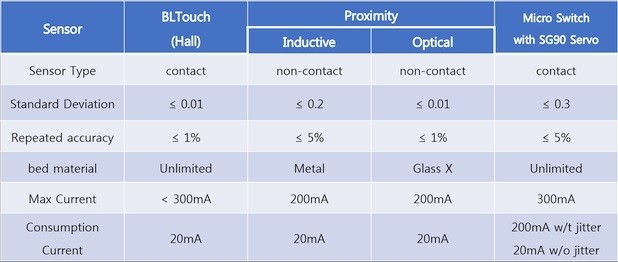 Sensor BLTouch (Hall) Proximity Micro Switch with SG90 Servo
Inductive Optical
Sensor Type contact non-contact non-contact contact
Standard Deviation ≤ 0.01 ≤ 0.2 ≤ 0.01 ≤ 0.3
Repeated accuracy ≤ 1% ≤ 5% ≤ 1% ≤ 5%
bed material Unlimited Metal Glass X Unlimited
Max Current < 300mA 200mA 200mA 300mA
Consumption Current 20mA 20mA 20mA 200mA w/t jitter
20mA w/o jitter